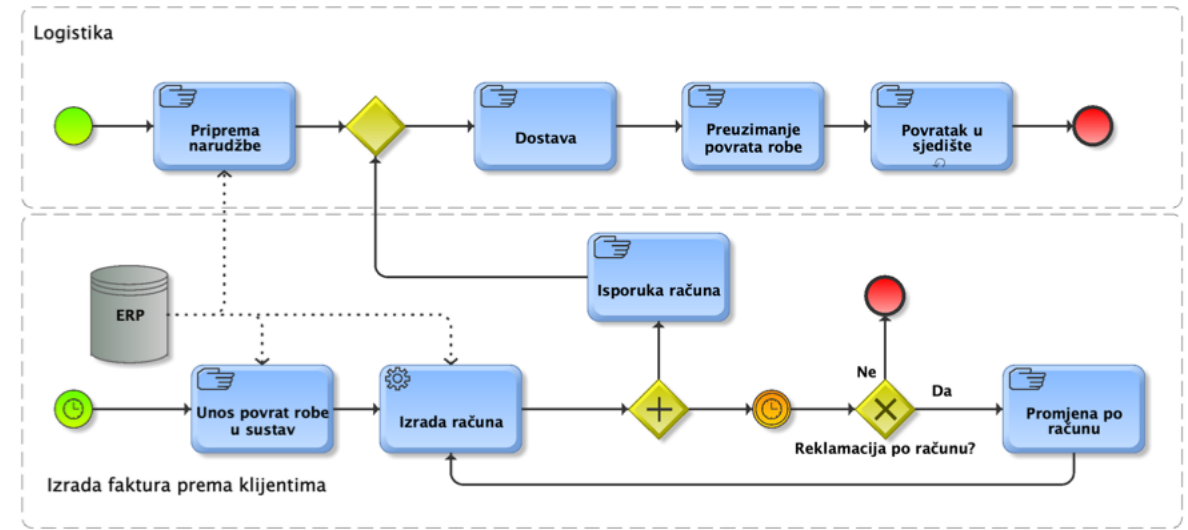 Logistika
Priprema
narudžbe
Dostava
Preuzimanje
povrata robe
Povratak u
sjedište
Isporuka računa
ERP
Ne
Da
Unos povrat robe
u sustav
Izrada računa
Promjena po
računu
Reklamacija po računu?
Izrada faktura prema klijentima